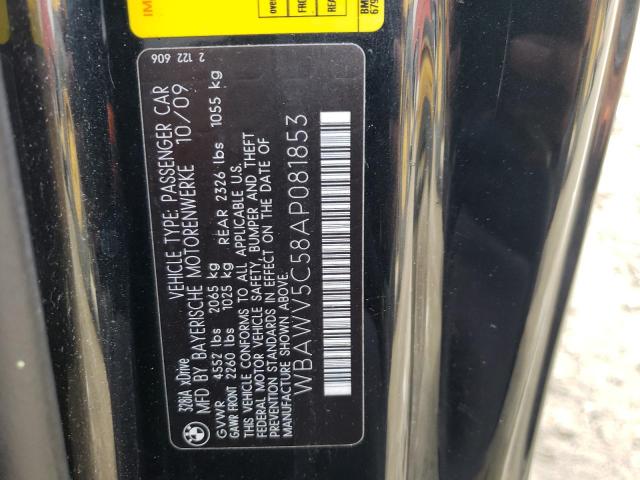 328iA xDrive
VEHICLE TYPE: PASSENGER CAR
MFD BY BAYERISCHE MOTORENWERKE 10/09
GVWR 4552 lbs 2065 kg
GAWR FRONT 2260 lbs 1025 kg REAR 2326 lbs 1055 kg
THIS VEHICLE CONFORMS TO ALL APPLICABLE U.S.
FEDERAL MOTOR VEHICLE SAFETY, BUMPER AND THEFT
PREVENTION STANDARDS IN EFFECT ON THE DATE OF
MANUFACTURE SHOWN ABOVE
WBAWV5C58AP081853
2 122 606